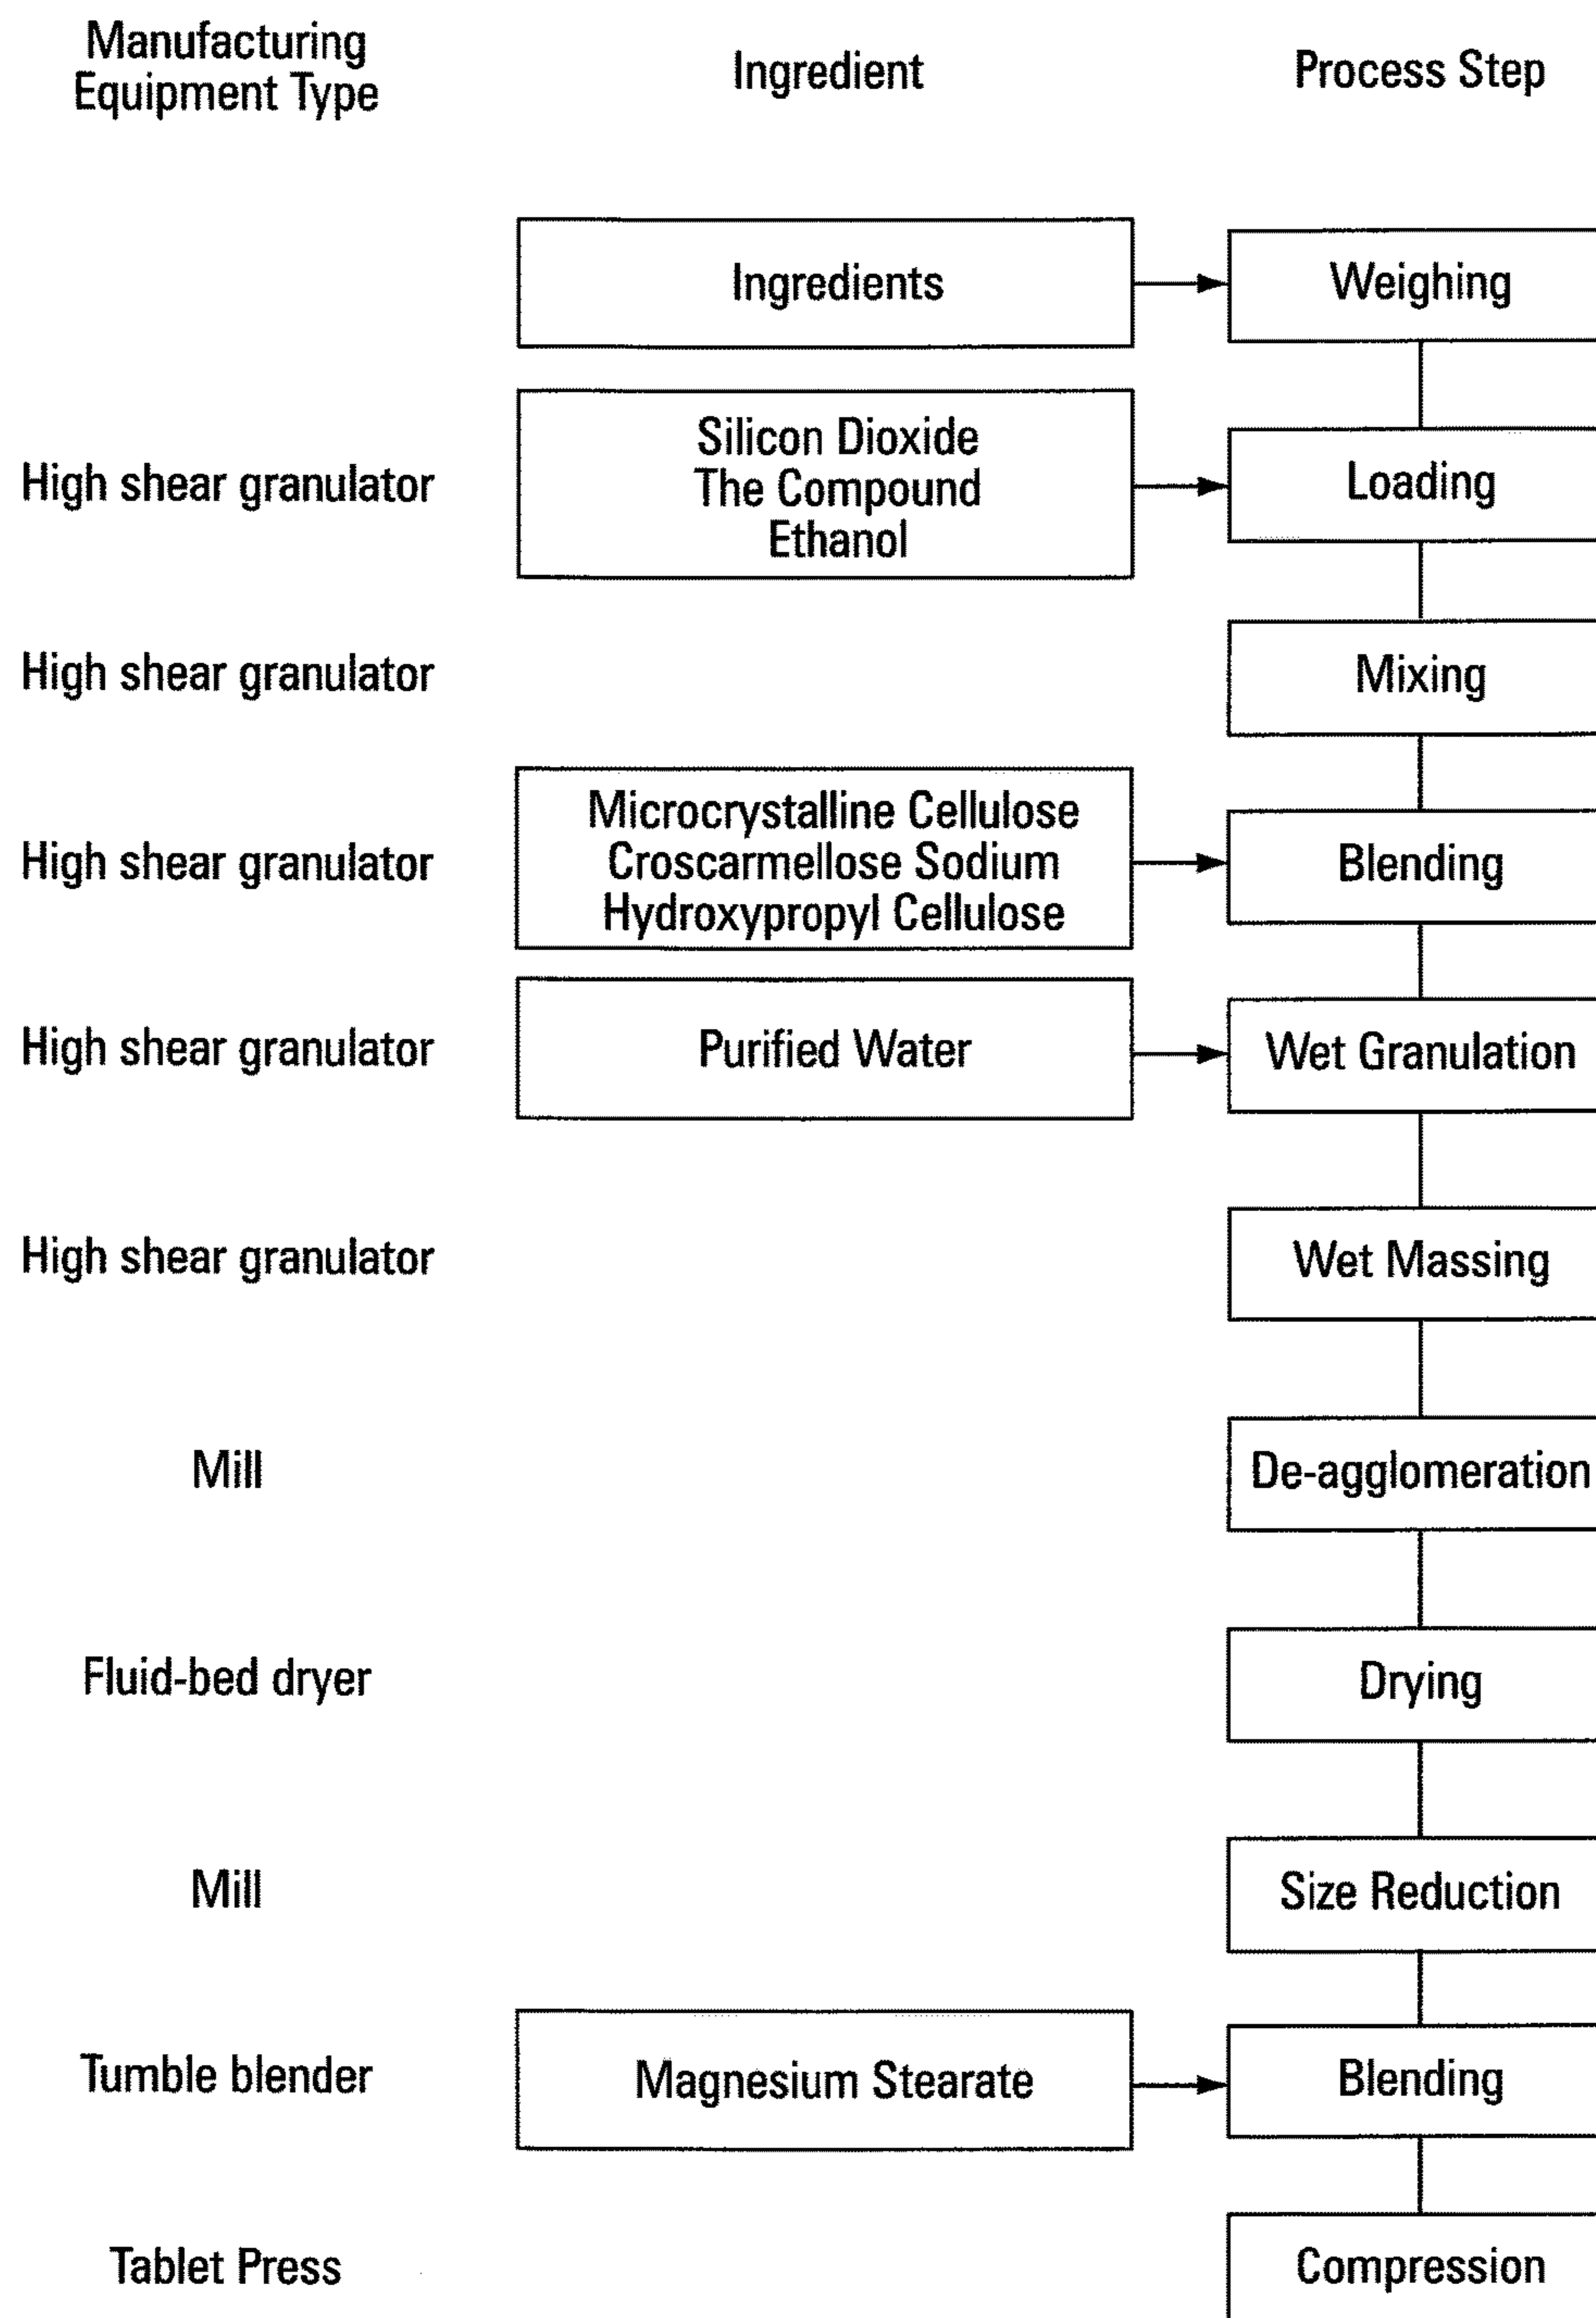 Manufacturing
Equipment Type
Ingredient
Process Step
Ingredients
Weighing
High shear granulator
Silicon Dioxide
The Compound
Ethanol
Loading
High shear granulator
Mixing
High shear granulator
Microcrystalline Cellulose
Croscarmellose Sodium
Hydroxypropyl Cellulose
Blending
High shear granulator
Purified Water
Wet Granulation
High shear granulator
Wet Massing
Mill
De-agglomeration
Fluid-bed dryer
Drying
Mill
Size Reduction
Tumble blender
Magnesium Stearate
Blending
Tablet Press
Compression